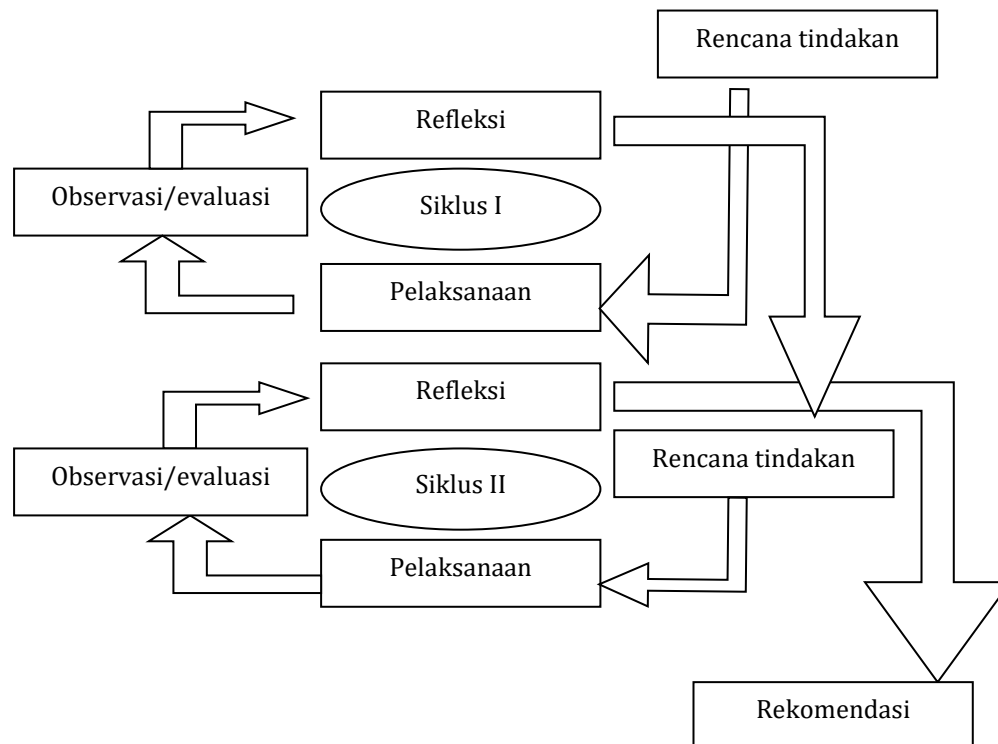 Rencana tindakan
Refleksi
Observasi/evaluasi
Siklus I
Pelaksanaan
Refleksi
Rencana tindakan
Observasi/evaluasi
Siklus II
Pelaksanaan
Rekomendasi